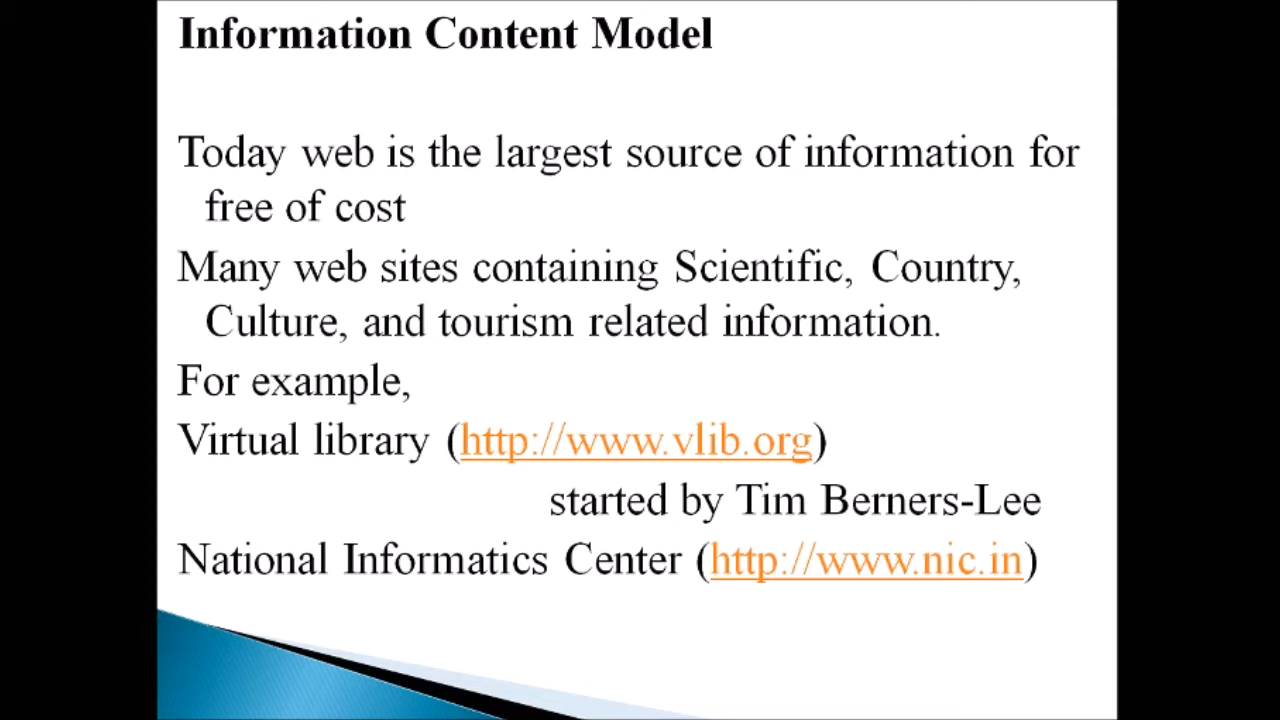 Information Content Model
Today web is the largest source of information for
free of cost
Many web sites containing Scientific, Country,
Culture, and tourism related information.
For example,
Virtual library (http://www.vlib.org)
started by Tim Berners-Lee
National Informatics Center (http://www.nic.in)